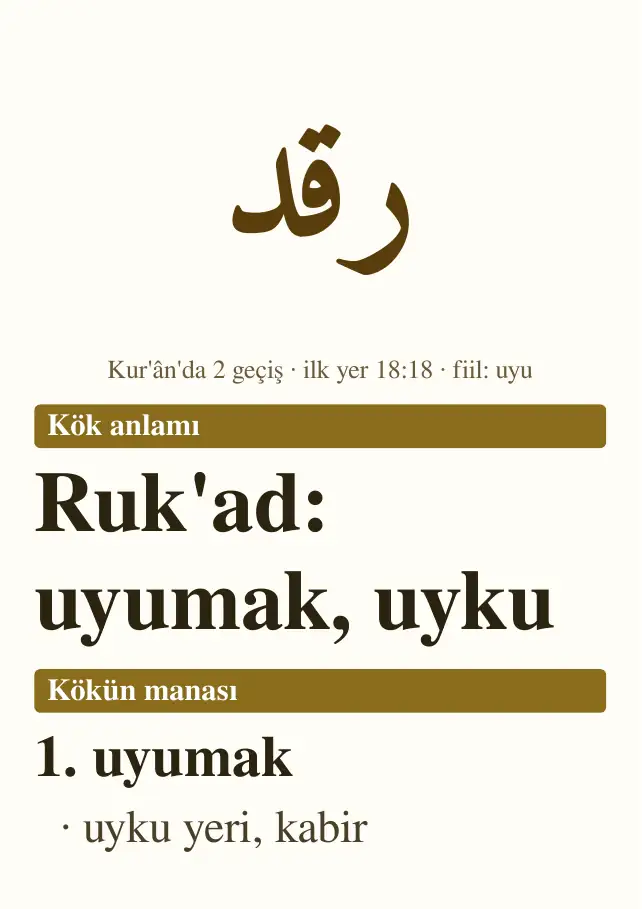 رقد
Kur'ân'da 2 geçiş · ilk yer 18:18 · fiil: uyu
Kök anlamı
Ruk'ad:
uyumak, uyku
Kökün manası
1. uyumak
· uyku yeri, kabir